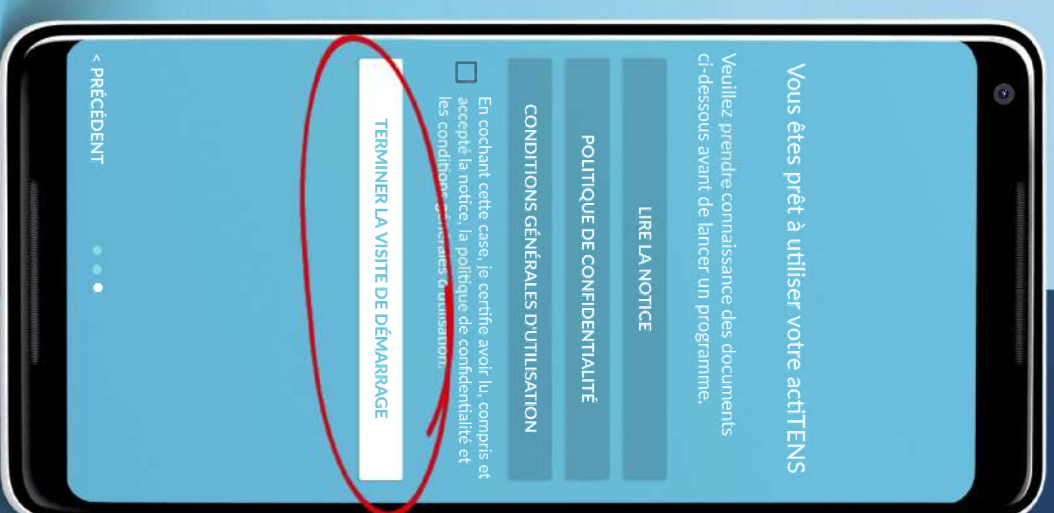 Vous êtes prêt à utiliser votre actiTENS
Veuillez prendre connaissance des documents
ci-dessous avant de lancer un programme.
LIRE LA NOTICE
POLITIQUE DE CONFIDENTIALITÉ
CONDITIONS GÉNÉRALES D'UTILISATION
En cochant cette case, je certifie avoir lu, compris et
accepté la notice, la politique de confidentialité et
les conditions générales d'utilisation.
TERMINER LA VISITE DE DÉMARRAGE
< PRÉCÉDENT